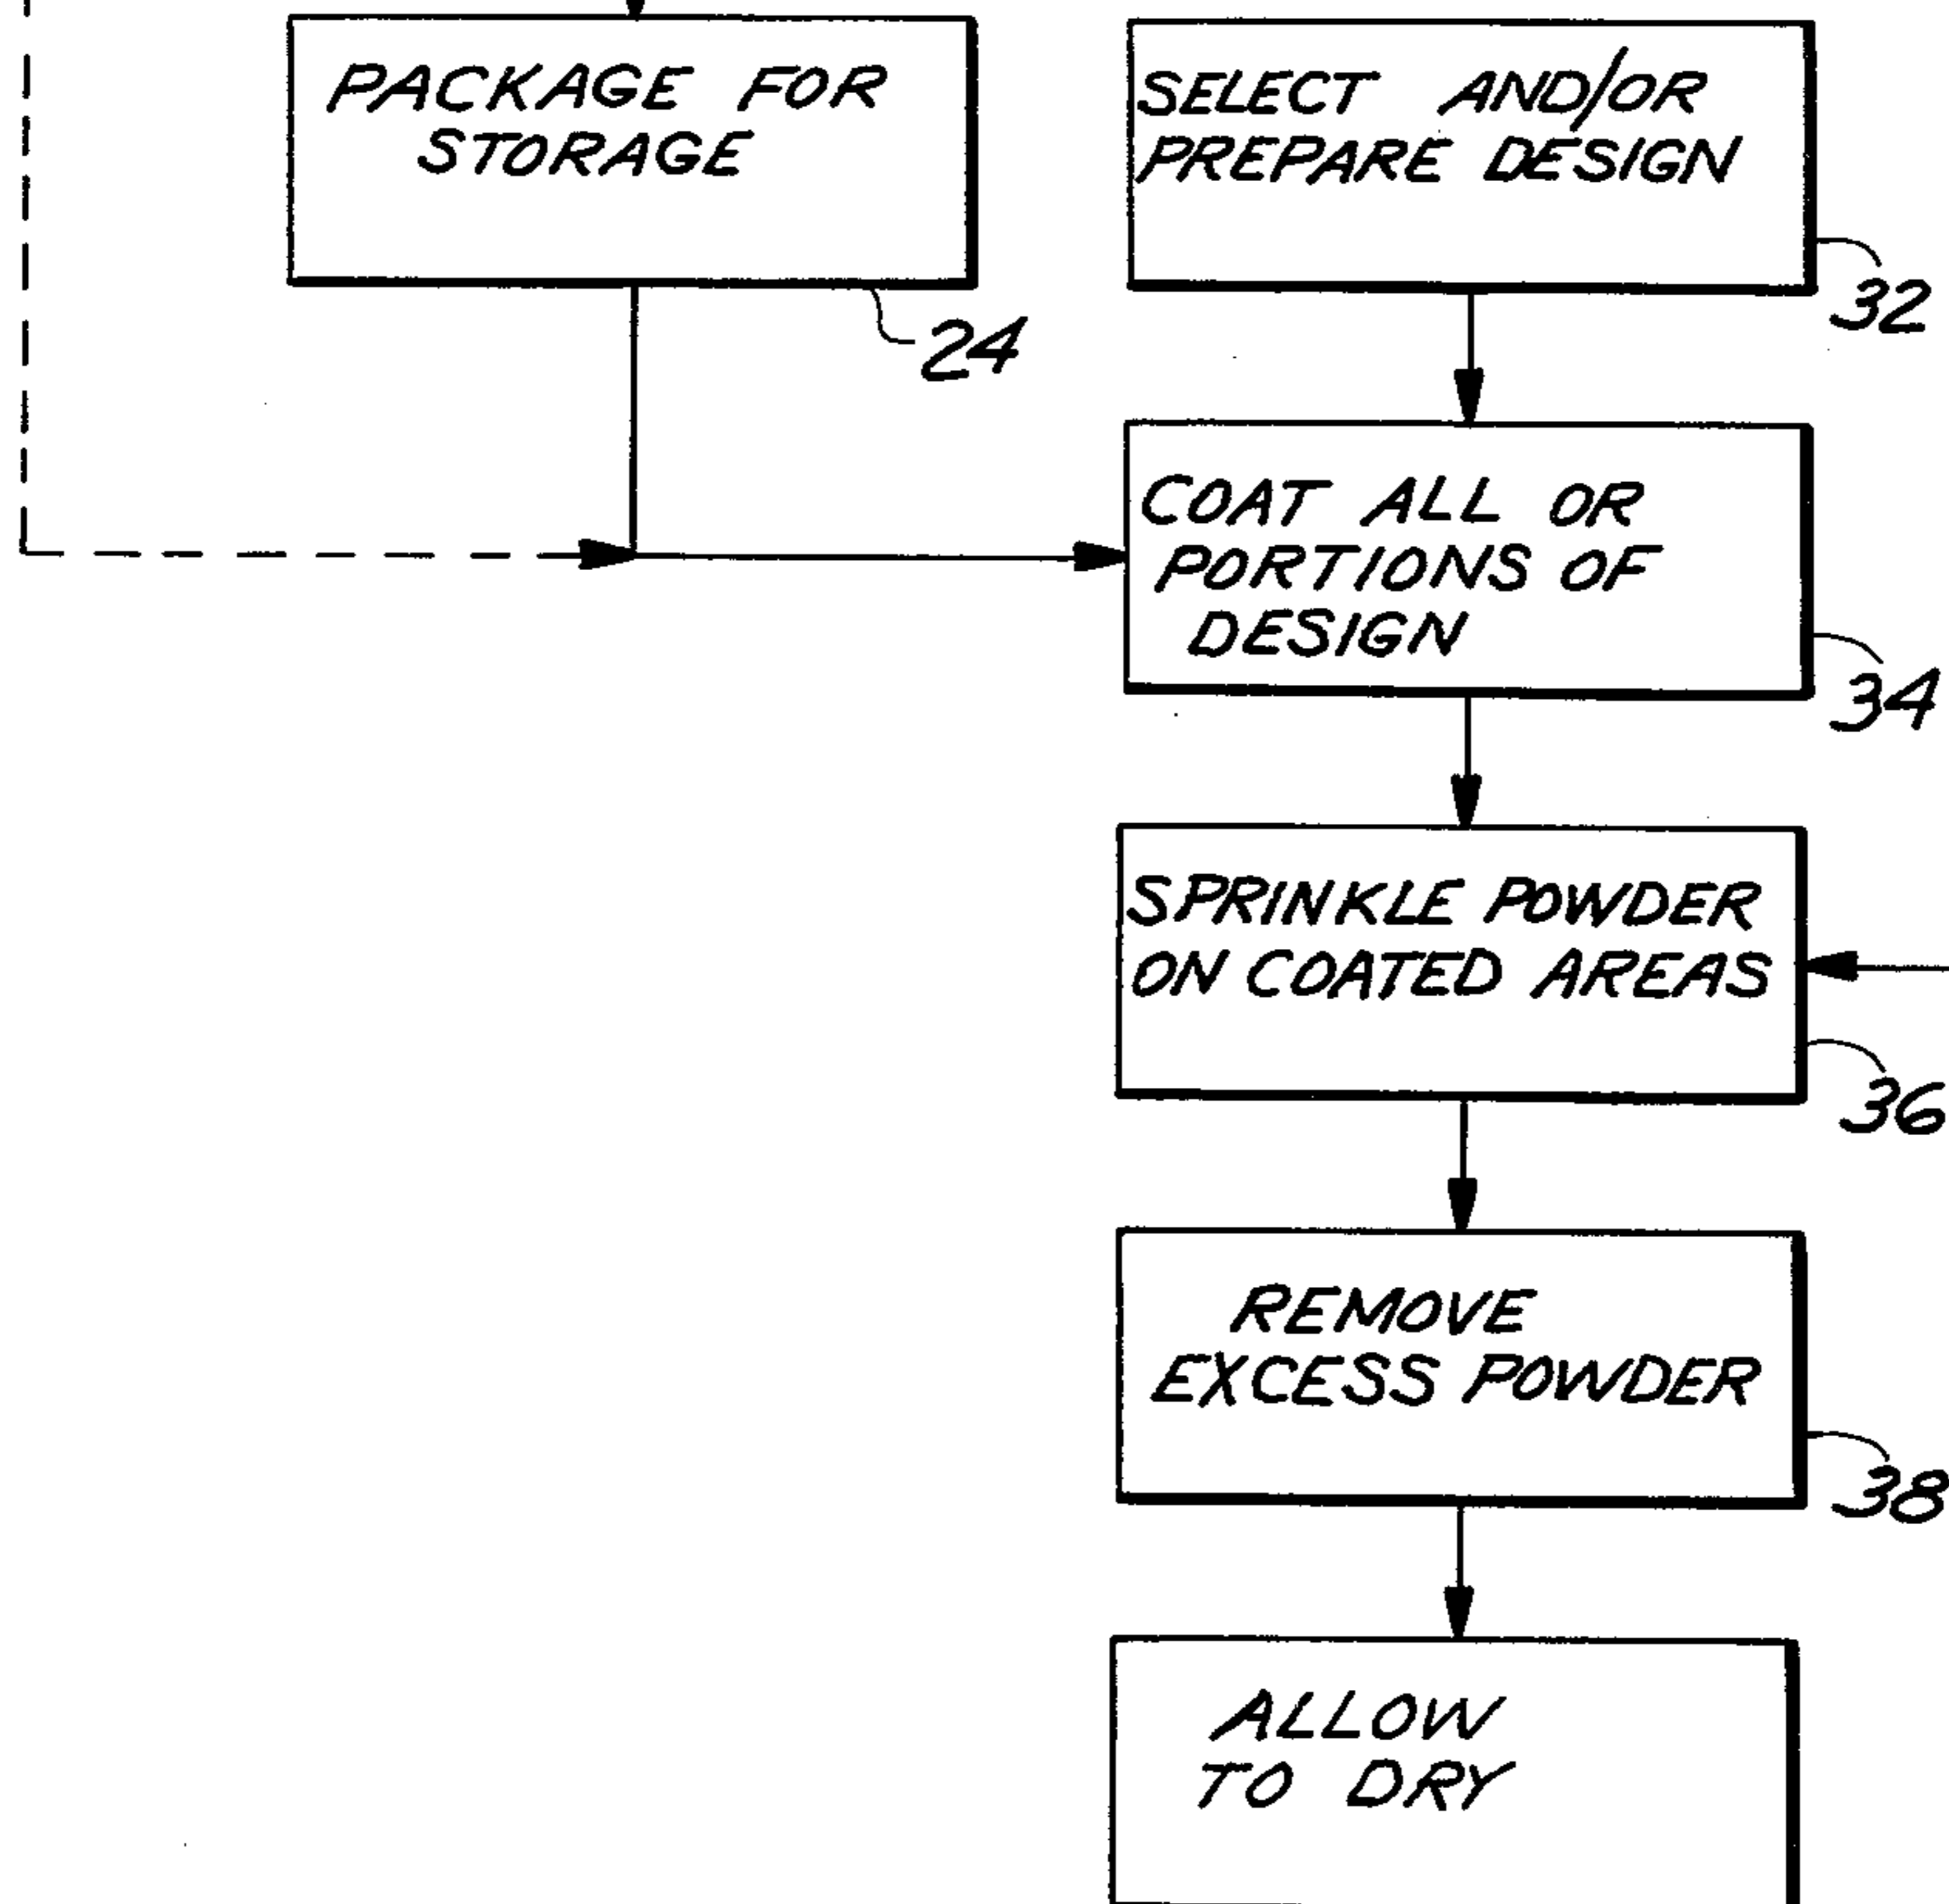 PACKAGE FOR
STORAGE
24
SELECT AND/OR
PREPARE DESIGN
32
COAT ALL OR
PORTIONS OF
DESIGN
34
SPRINKLE POWDER
ON COATED AREAS
36
REMOVE
EXCESS POWDER
38
ALLOW
TO DRY